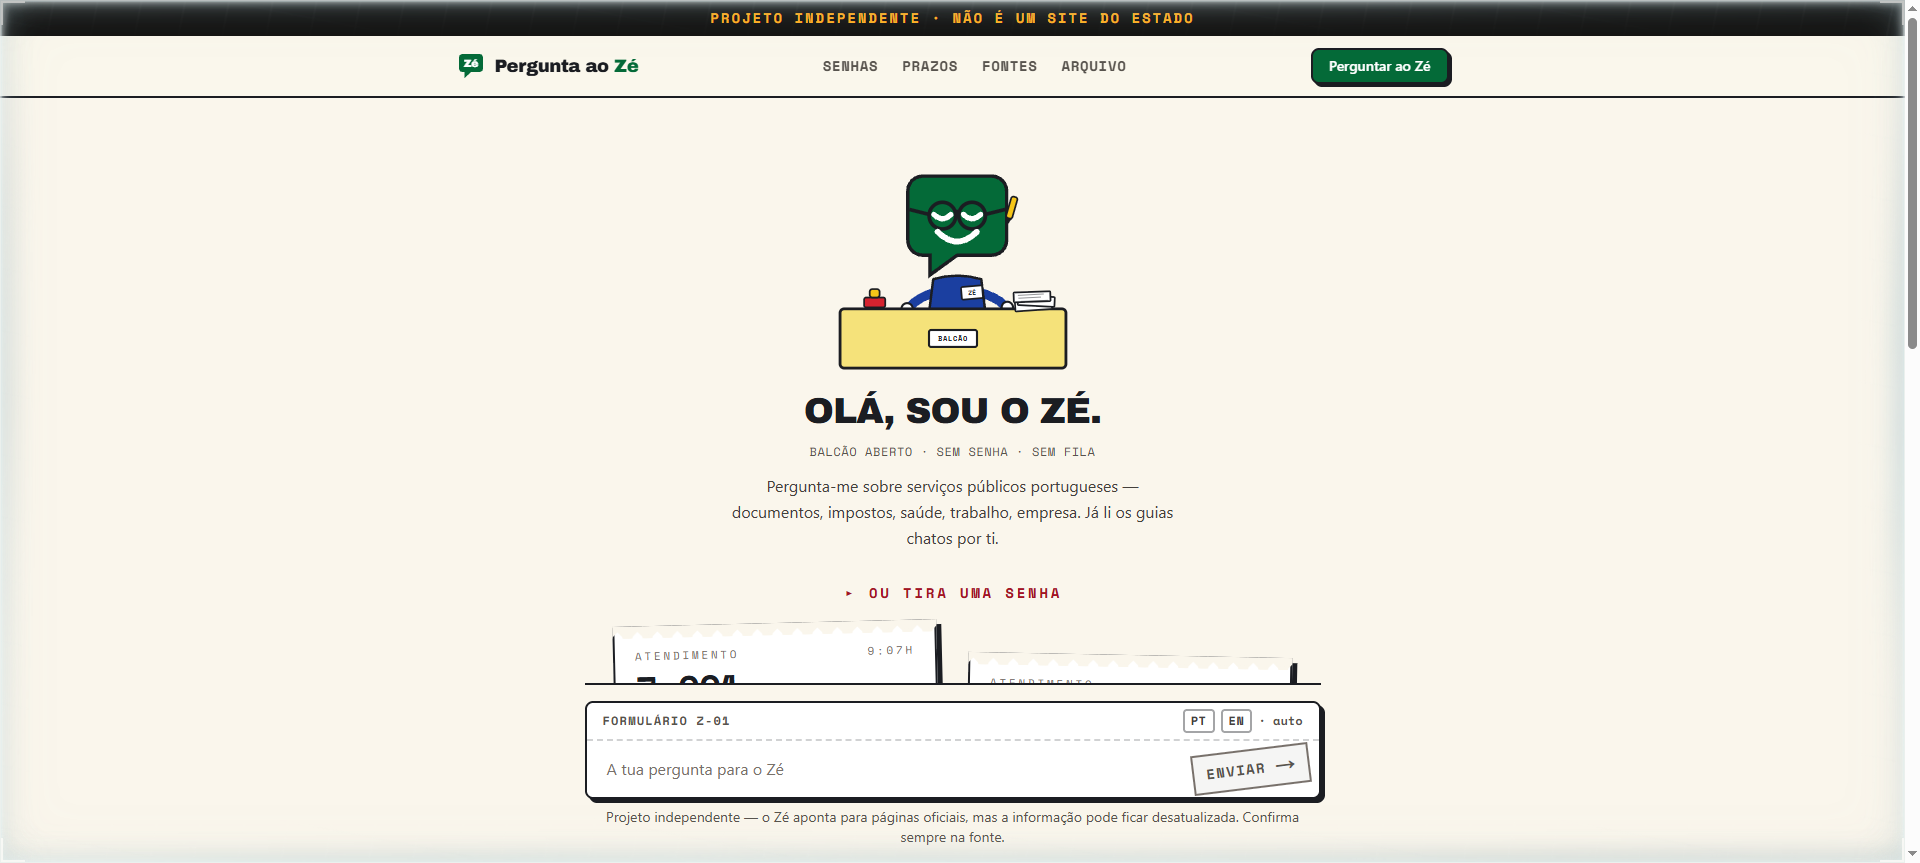 PROJETO INDEPENDENTE · NÃO É UM SITE DO ESTADO
Zé Pergunta ao Zé
SENHAS PRAZOS FONTES ARQUIVO
Perguntar ao Zé
ZÉ
BALCÃO
OLÁ, SOU O ZÉ.
BALCÃO ABERTO · SEM SENHA · SEM FILA
Pergunta-me sobre serviços públicos portugueses —
documentos, impostos, saúde, trabalho, empresa. Já li os guias
chatos por ti.
▸ OU TIRA UMA SENHA
ATENDIMENTO 9:07H
ATENDIMENTO
FORMULÁRIO Z-01
PT EN · auto
A tua pergunta para o Zé
ENVIAR →
Projeto independente — o Zé aponta para páginas oficiais, mas a informação pode ficar desatualizada. Confirma
sempre na fonte.